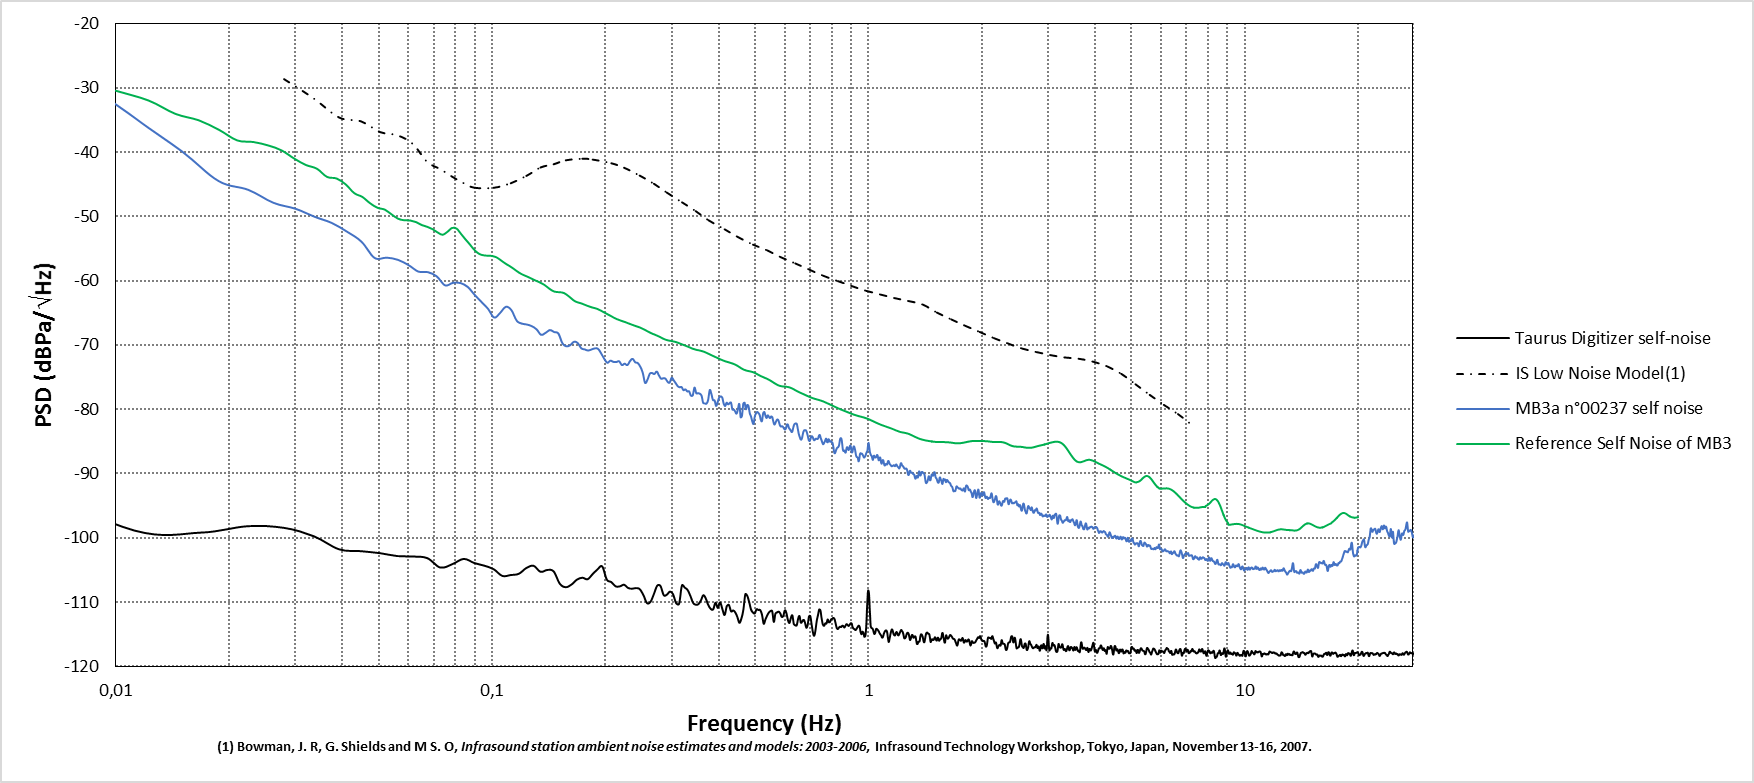 -20
-30
-40
-50
-60
-70
-80
-90
-100
-110
-120
PSD (dBPa/√Hz)
0,01 0,1 1 10
Frequency (Hz)
Taurus Digitizer self-noise
IS Low Noise Model(1)
MB3a n°00237 self noise
Reference Self Noise of MB3
(1) Bowman, J. R, G. Shields and M S. O, Infrasound station ambient noise estimates and models: 2003-2006, Infrasound Technology Workshop, Tokyo, Japan, November 13-16, 2007.